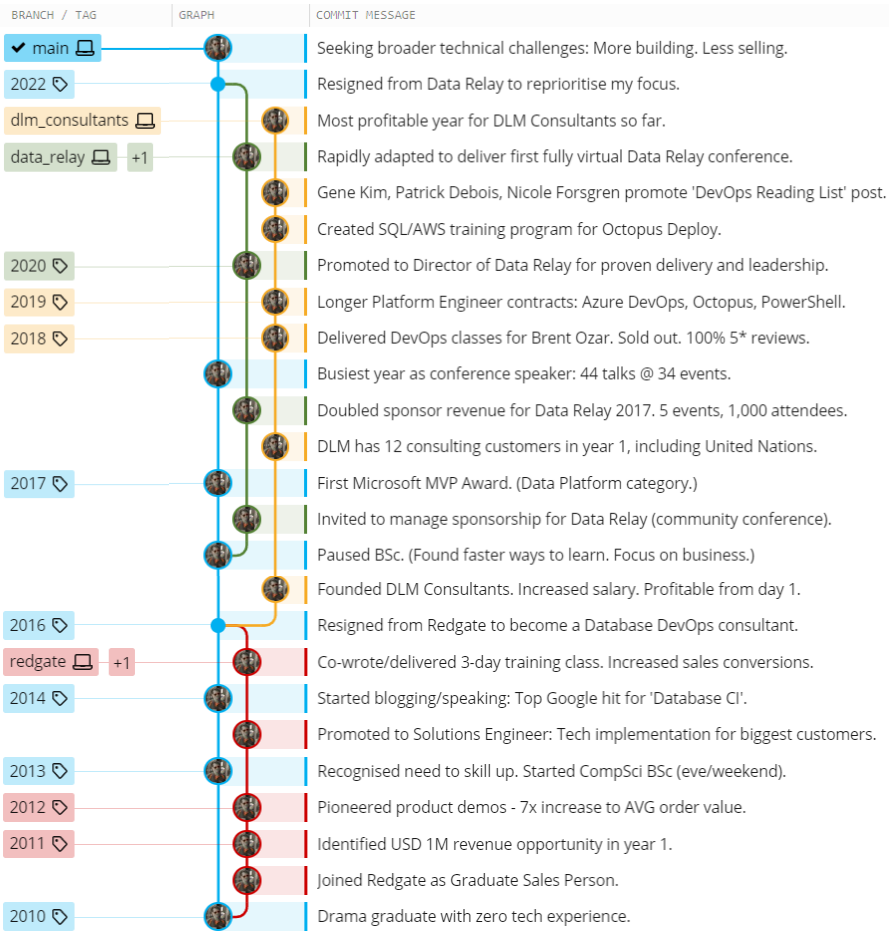 BRANCH / TAG GRAPH COMMIT MESSAGE
main Seeking broader technical challenges: More building. Less selling.
2022 Resigned from Data Relay to reprioritise my focus.
dlm_consultants Most profitable year for DLM Consultants so far.
data_relay +1 Rapidly adapted to deliver first fully virtual Data Relay conference.
Gene Kim, Patrick Debois, Nicole Forsgren promote 'DevOps Reading List' post.
Created SQL/AWS training program for Octopus Deploy.
2020 Promoted to Director of Data Relay for proven delivery and leadership.
2019 Longer Platform Engineer contracts: Azure DevOps, Octopus, PowerShell.
2018 Delivered DevOps classes for Brent Ozar. Sold out. 100% 5* reviews.
Busiest year as conference speaker: 44 talks @ 34 events.
Doubled sponsor revenue for Data Relay 2017. 5 events, 1,000 attendees.
DLM has 12 consulting customers in year 1, including United Nations.
2017 First Microsoft MVP Award. (Data Platform category.)
Invited to manage sponsorship for Data Relay (community conference).
Paused BSc. (Found faster ways to learn. Focus on business.)
Founded DLM Consultants. Increased salary. Profitable from day 1.
2016 Resigned from Redgate to become a Database DevOps consultant.
redgate +1 Co-wrote/delivered 3-day training class. Increased sales conversions.
2014 Started blogging/speaking: Top Google hit for 'Database CI'.
Promoted to Solutions Engineer: Tech implementation for biggest customers.
2013 Recognised need to skill up. Started CompSci BSc (eve/weekend).
2012 Pioneered product demos - 7x increase to AVG order value.
2011 Identified USD 1M revenue opportunity in year 1.
Joined Redgate as Graduate Sales Person.
2010 Drama graduate with zero tech experience.